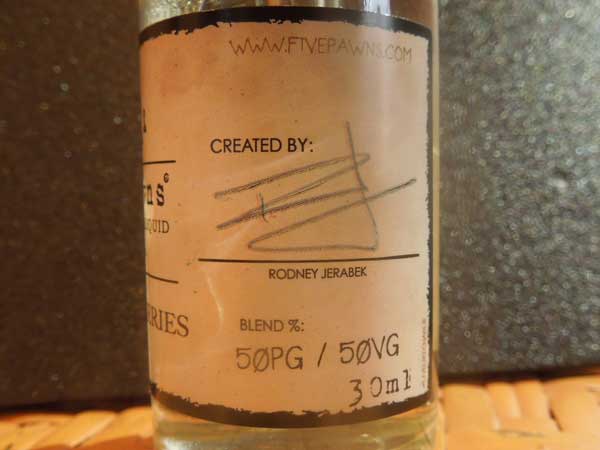 WWW.FIVEPAWNS.COM
CREATED BY:
RODNEY JERABEK
BLEND %:
50PG / 50VG
30ml